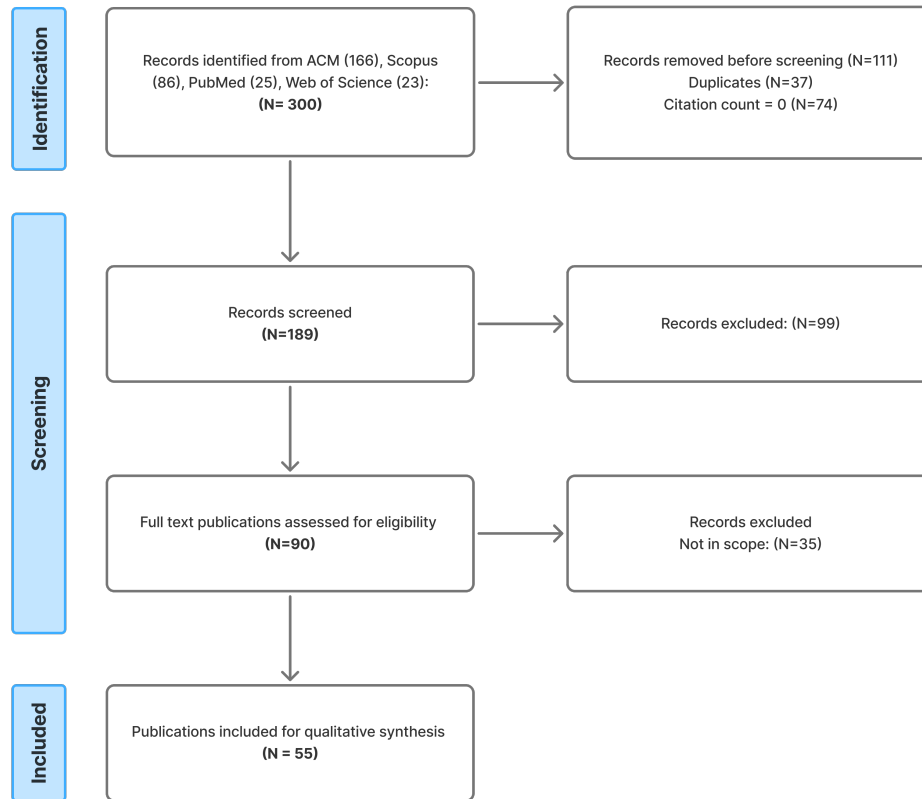 Identification
Records identified from ACM (166), Scopus
(86), PubMed (25), Web of Science (23):
(N= 300)
Records removed before screening (N=111)
Duplicates (N=37)
Citation count = 0 (N=74)
Screening
Records screened
(N=189)
Records excluded: (N=99)
Full text publications assessed for eligibility
(N=90)
Records excluded
Not in scope: (N=35)
Included
Publications included for qualitative synthesis
(N = 55)